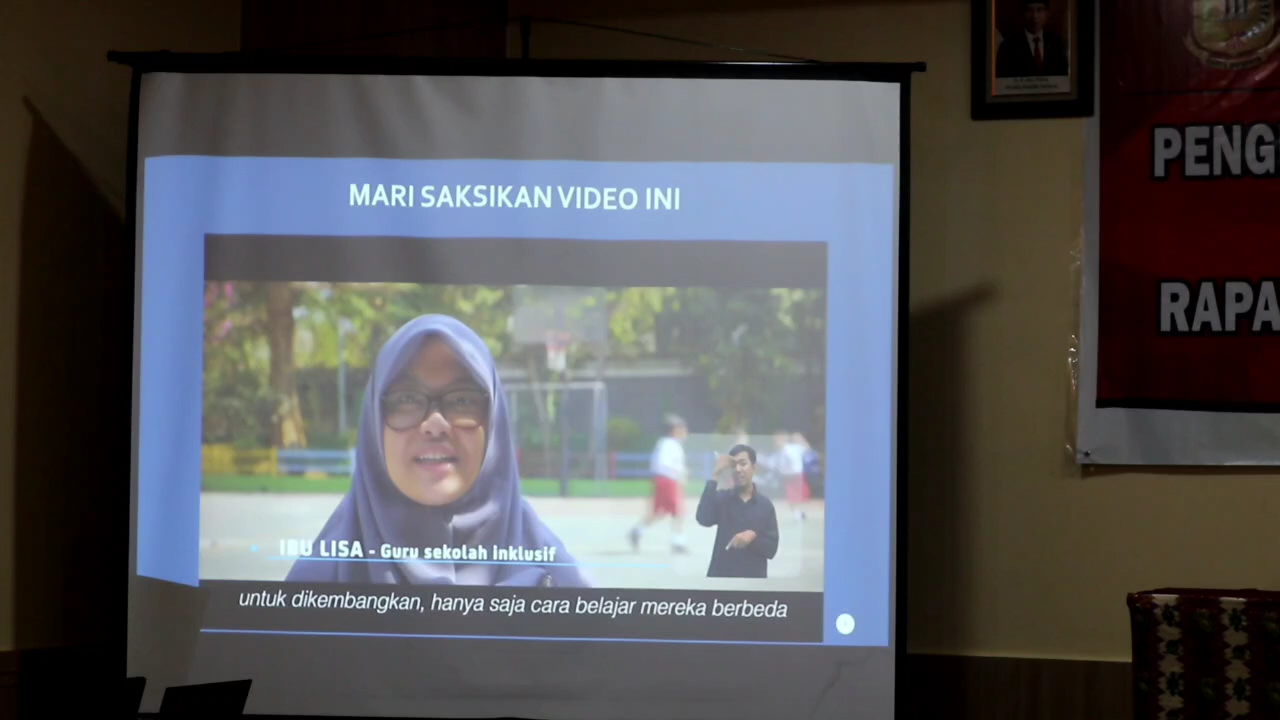 MARI SAKSIKAN VIDEO INI
IBU LISA - Guru sekolah inklusif
untuk dikembangkan, hanya saja cara belajar mereka berbeda
PENG
RAPA